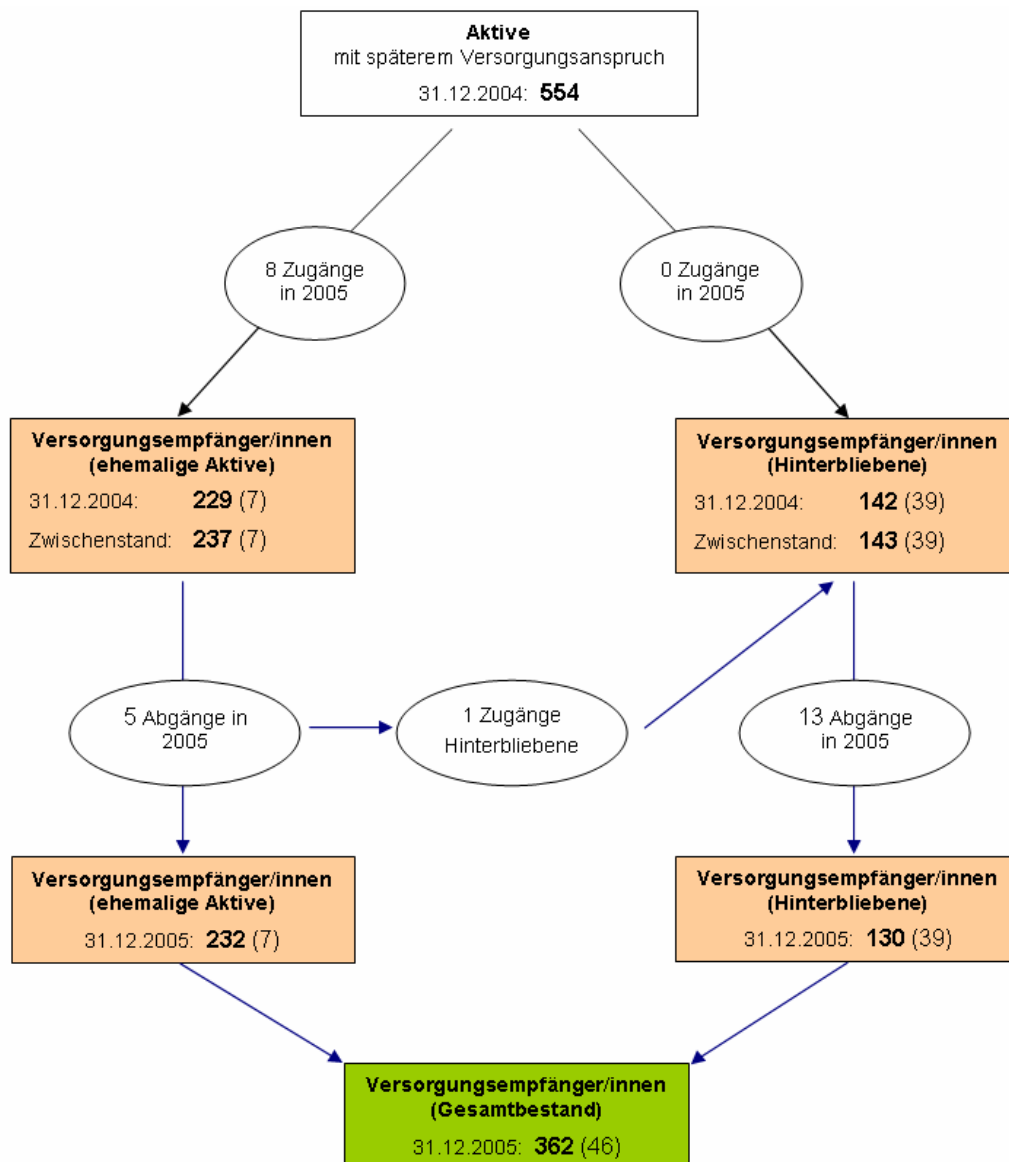 Aktive
mit späterem Versorgungsanspruch
31.12.2004: 554
8 Zugänge
in 2005
0 Zugänge
in 2005
Versorgungsempfänger/innen
(ehemalige Aktive)
31.12.2004: 229 (7)
Zwischenstand: 237 (7)
Versorgungsempfänger/innen
(Hinterbliebene)
31.12.2004: 142 (39)
Zwischenstand: 143 (39)
5 Abgänge in
2005
1 Zugänge
Hinterbliebene
13 Abgänge
in 2005
Versorgungsempfänger/innen
(ehemalige Aktive)
31.12.2005: 232 (7)
Versorgungsempfänger/innen
(Hinterbliebene)
31.12.2005: 130 (39)
Versorgungsempfänger/innen
(Gesamtbestand)
31.12.2005: 362 (46)